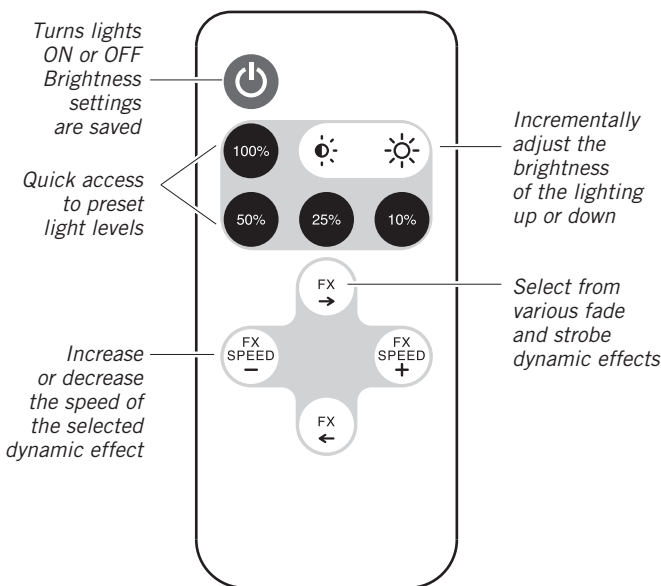 Turns lights
ON or OFF
Brightness
settings
are saved
100%
Incrementally
adjust the
brightness
of the lighting
up or down
Quick access
to preset
light levels
50% 25% 10%
FX
→
Select from
various fade
and strobe
dynamic effects
FX
SPEED
–
FX
SPEED
+
Increase
or decrease
the speed of
the selected
dynamic effect
FX
←